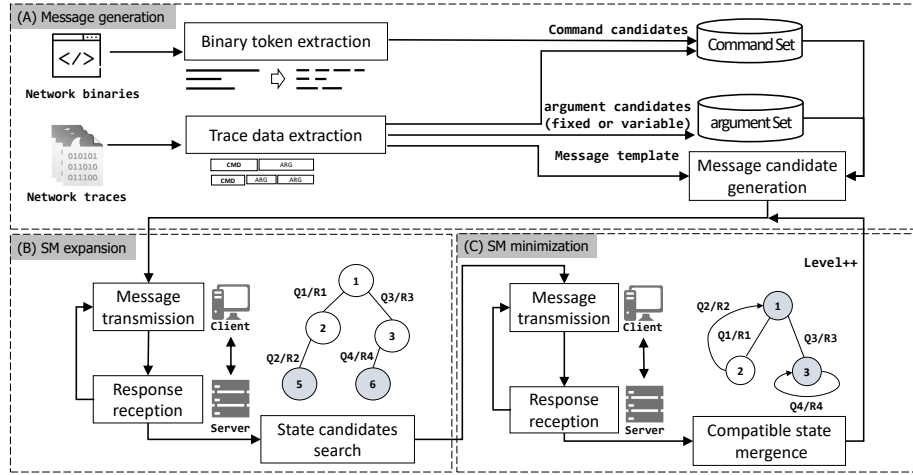 (A) Message generation
</>
Network binaries
Binary token extraction
Command candidates
Command Set
010101
011010
011100
Network traces
Trace data extraction
CMD ARG
CMD ARG ARG
argument candidates
(fixed or variable)
argument Set
Message template
Message candidate
generation
(B) SM expansion
Message
transmission
Response
reception
Client
Server
Q1/R1
Q3/R3
Q2/R2
Q4/R4
1
2
3
5
6
State candidates
search
(C) SM minimization
Level++
Message
transmission
Response
reception
Client
Server
Q2/R2
Q1/R1
Q3/R3
Q4/R4
1
2
3
Compatible state
mergence